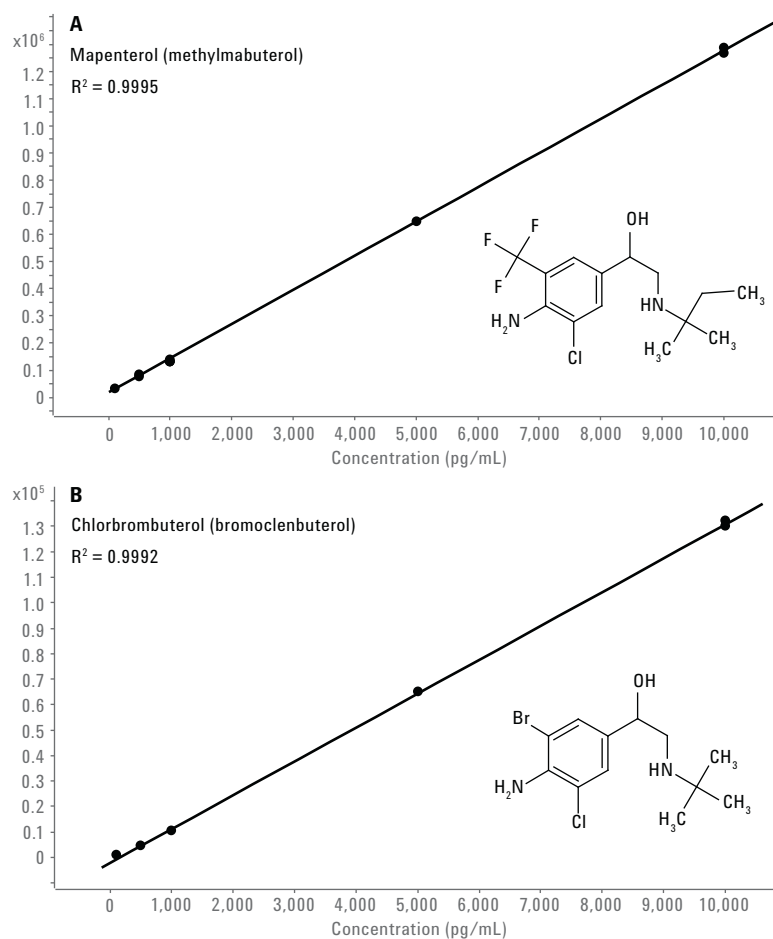 A
x10⁶
Mapenterol (methylmabuterol)
R² = 0.9995
1.2
1.1
1.0
0.9
0.8
0.7
0.6
0.5
0.4
0.3
0.2
0.1
0
F
F
F
OH
H₂N
Cl
HN
CH₃
H₃C
CH₃
0 1,000 2,000 3,000 4,000 5,000 6,000 7,000 8,000 9,000 10,000
Concentration (pg/mL)
B
x10⁵
Chlorbrombuterol (bromoclenbuterol)
R² = 0.9992
1.3
1.2
1.1
1.0
0.9
0.8
0.7
0.6
0.5
0.4
0.3
0.2
0.1
0
OH
Br
H₂N
Cl
HN
CH₃
H₃C
CH₃
0 1,000 2,000 3,000 4,000 5,000 6,000 7,000 8,000 9,000 10,000
Concentration (pg/mL)